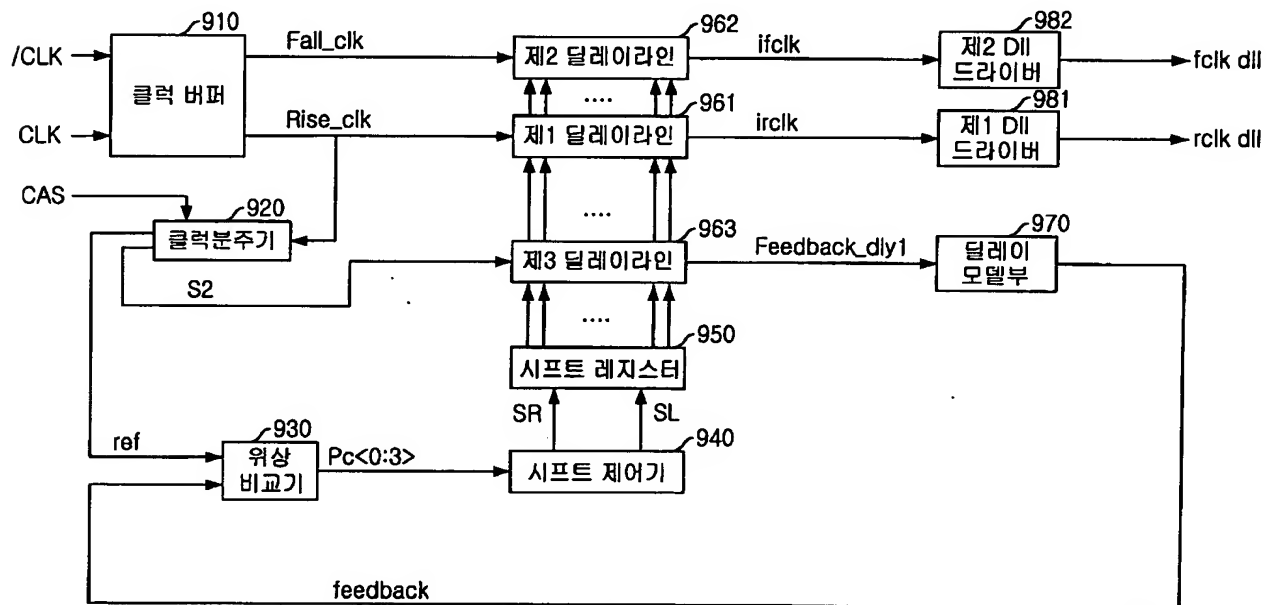 910
/CLK
CLK
클럭 버퍼
Fall_clk
Rise_clk
962
제2 딜레이라인
....
961
제1 딜레이라인
ifclk
irclk
982
제2 Dll
드라이버
fclk dll
981
제1 Dll
드라이버
rclk dll
CAS
920
클럭분주기
S2
....
963
제3 딜레이라인
Feedback_dly1
970
딜레이
모델부
....
950
시프트 레지스터
SR
SL
ref
930
위상
비교기
Pc<0:3>
940
시프트 제어기
feedback